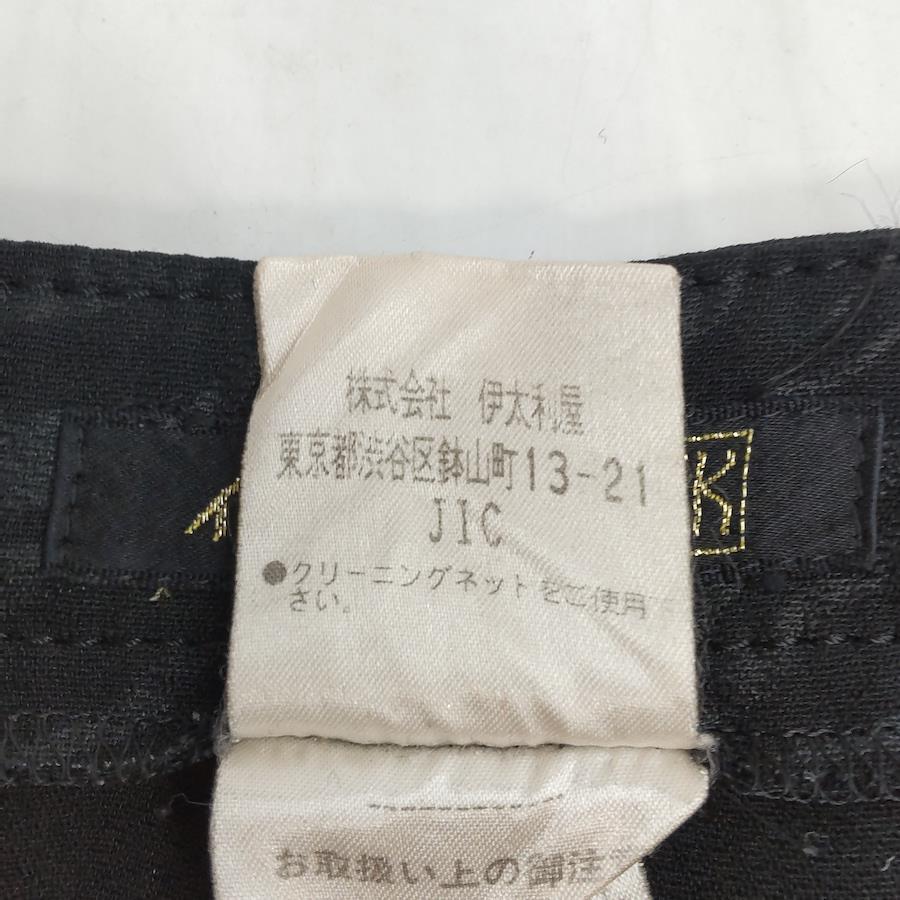 株式会社 伊太利屋
東京都渋谷区鉢山町13-21
JIC
●クリーニングネットをご使用
さい。
K
お取扱い上の御注意